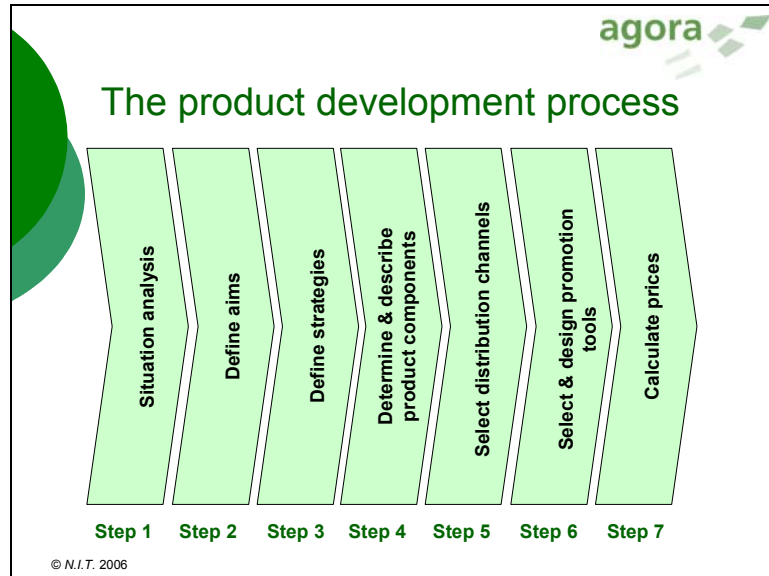 agora
The product development process
Situation analysis
Define aims
Define strategies
Determine & describe
product components
Select distribution channels
Select & design promotion
tools
Calculate prices
Step 1
Step 2
Step 3
Step 4
Step 5
Step 6
Step 7
© N.I.T. 2006